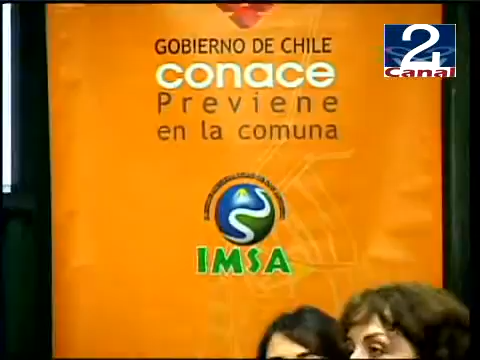 GOBIERNO DE CHILE
conace
Previene
en la comuna
IMSA
2
Canal